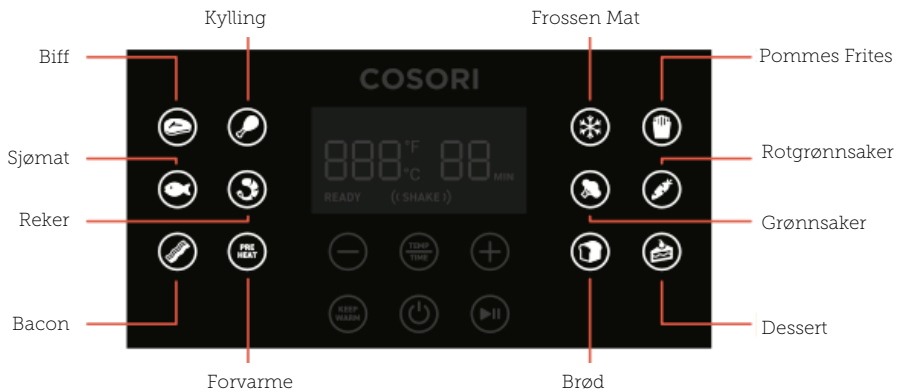 Kylling
Frossen Mat
Biff
Pommes Frites
COSORI
888 °F °C 88 MIN
Sjømat
Rotgrønnsaker
READY ((SHAKE))
Reker
Grønnsaker
PRE HEAT
TEMP TIME
Bacon
KEEP WARM
Dessert
Forvarme
Brød